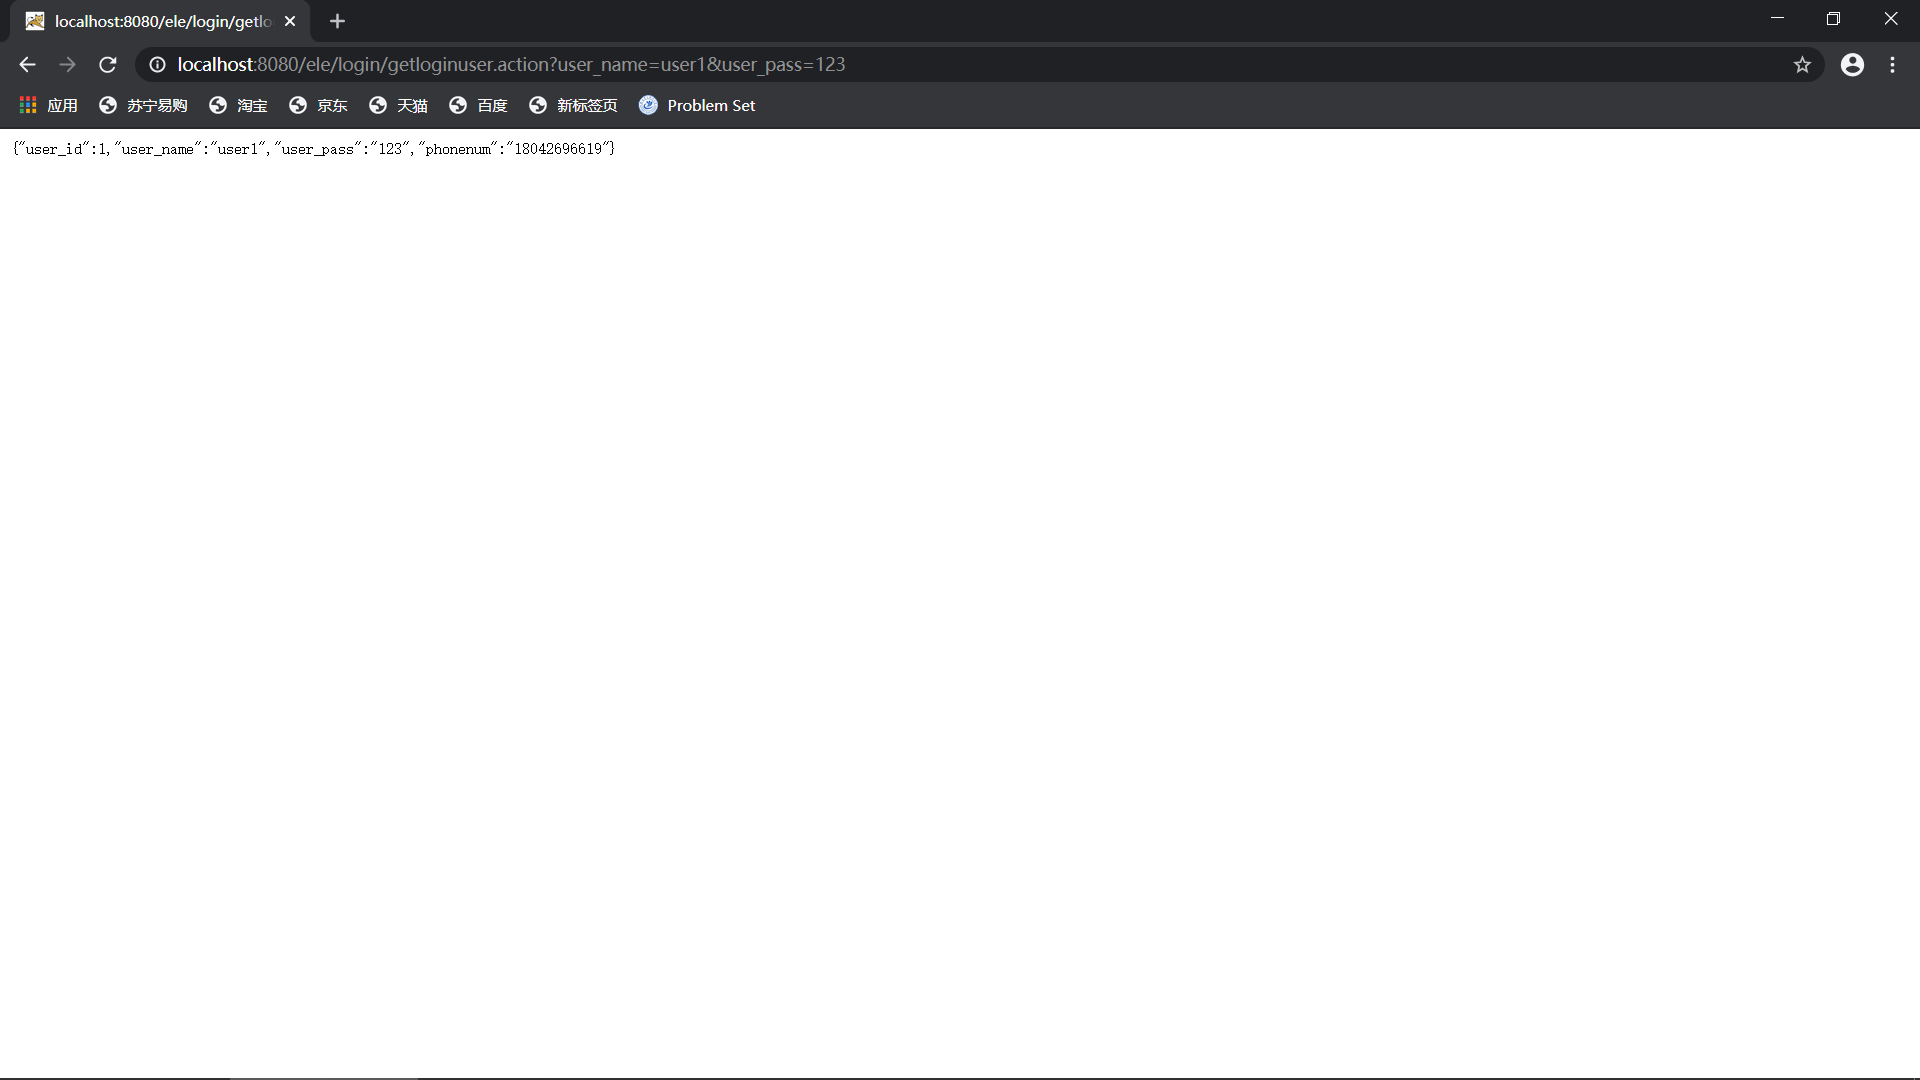 localhost:8080/ele/login/getlo
localhost:8080/ele/login/getloginuser.action?user_name=user1&user_pass=123
应用 苏宁易购 淘宝 京东 天猫 百度 新标签页 Problem Set
{"user_id":1,"user_name":"user1","user_pass":"123","phonenum":"18042696619"}